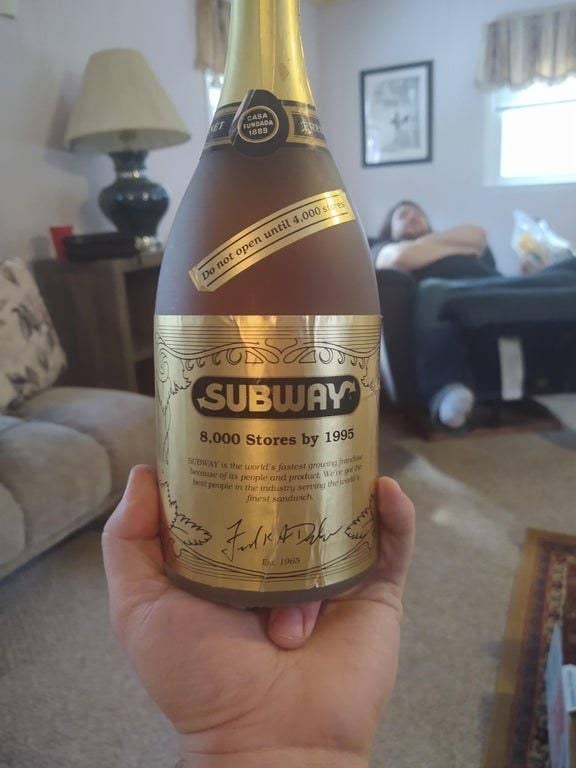 CASA
FUNDADA
1889
Do not open until 4,000 stores
SUBWAY
8,000 Stores by 1995
SUBWAY is the world's fastest growing franchise
because of its people and product. We've got the
best people in the industry serving the world's
finest sandwich.
Est. 1965